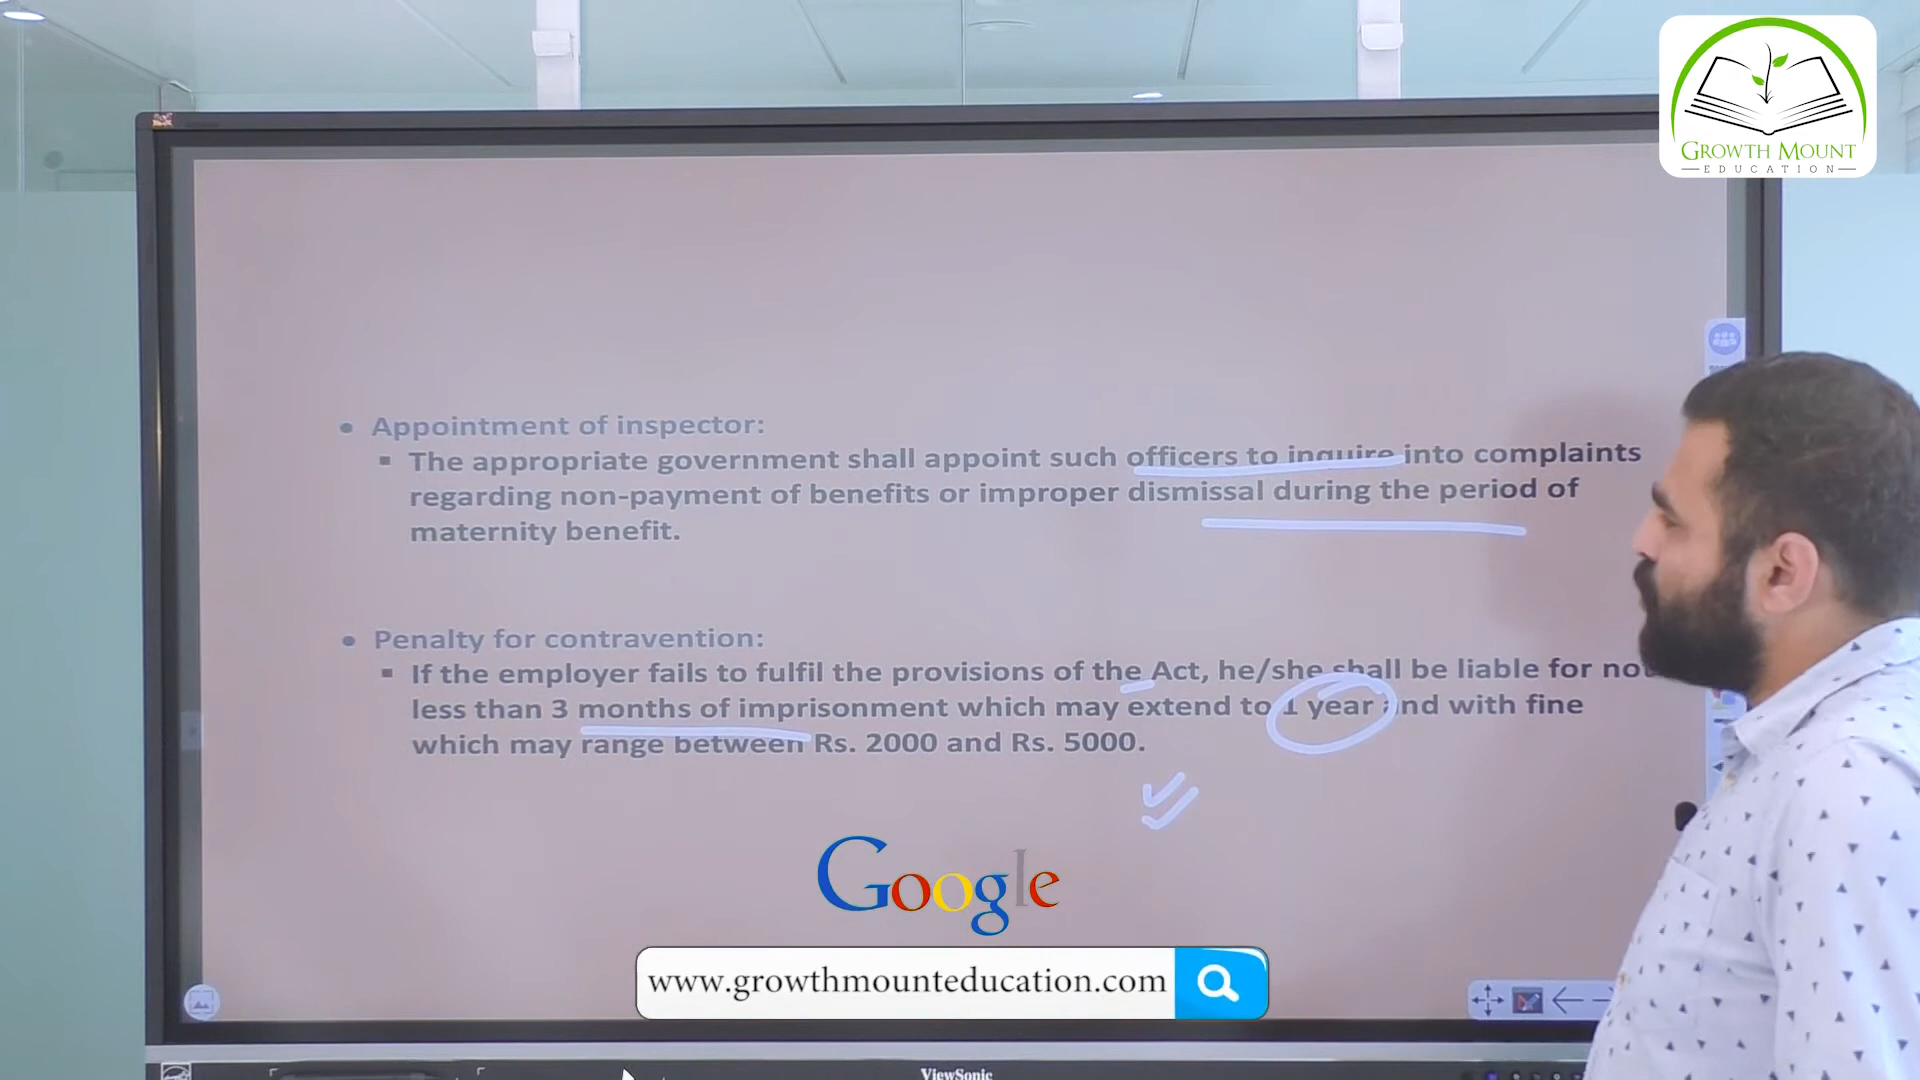 GROWTH MOUNT
EDUCATION
• Appointment of inspector:
▪ The appropriate government shall appoint such officers to inquire into complaints
regarding non-payment of benefits or improper dismissal during the period of
maternity benefit.
• Penalty for contravention:
▪ If the employer fails to fulfil the provisions of the Act, he/she shall be liable for not
less than 3 months of imprisonment which may extend to 1 year and with fine
which may range between Rs. 2000 and Rs. 5000.
Google
www.growthmounteducation.com
ViewSonic